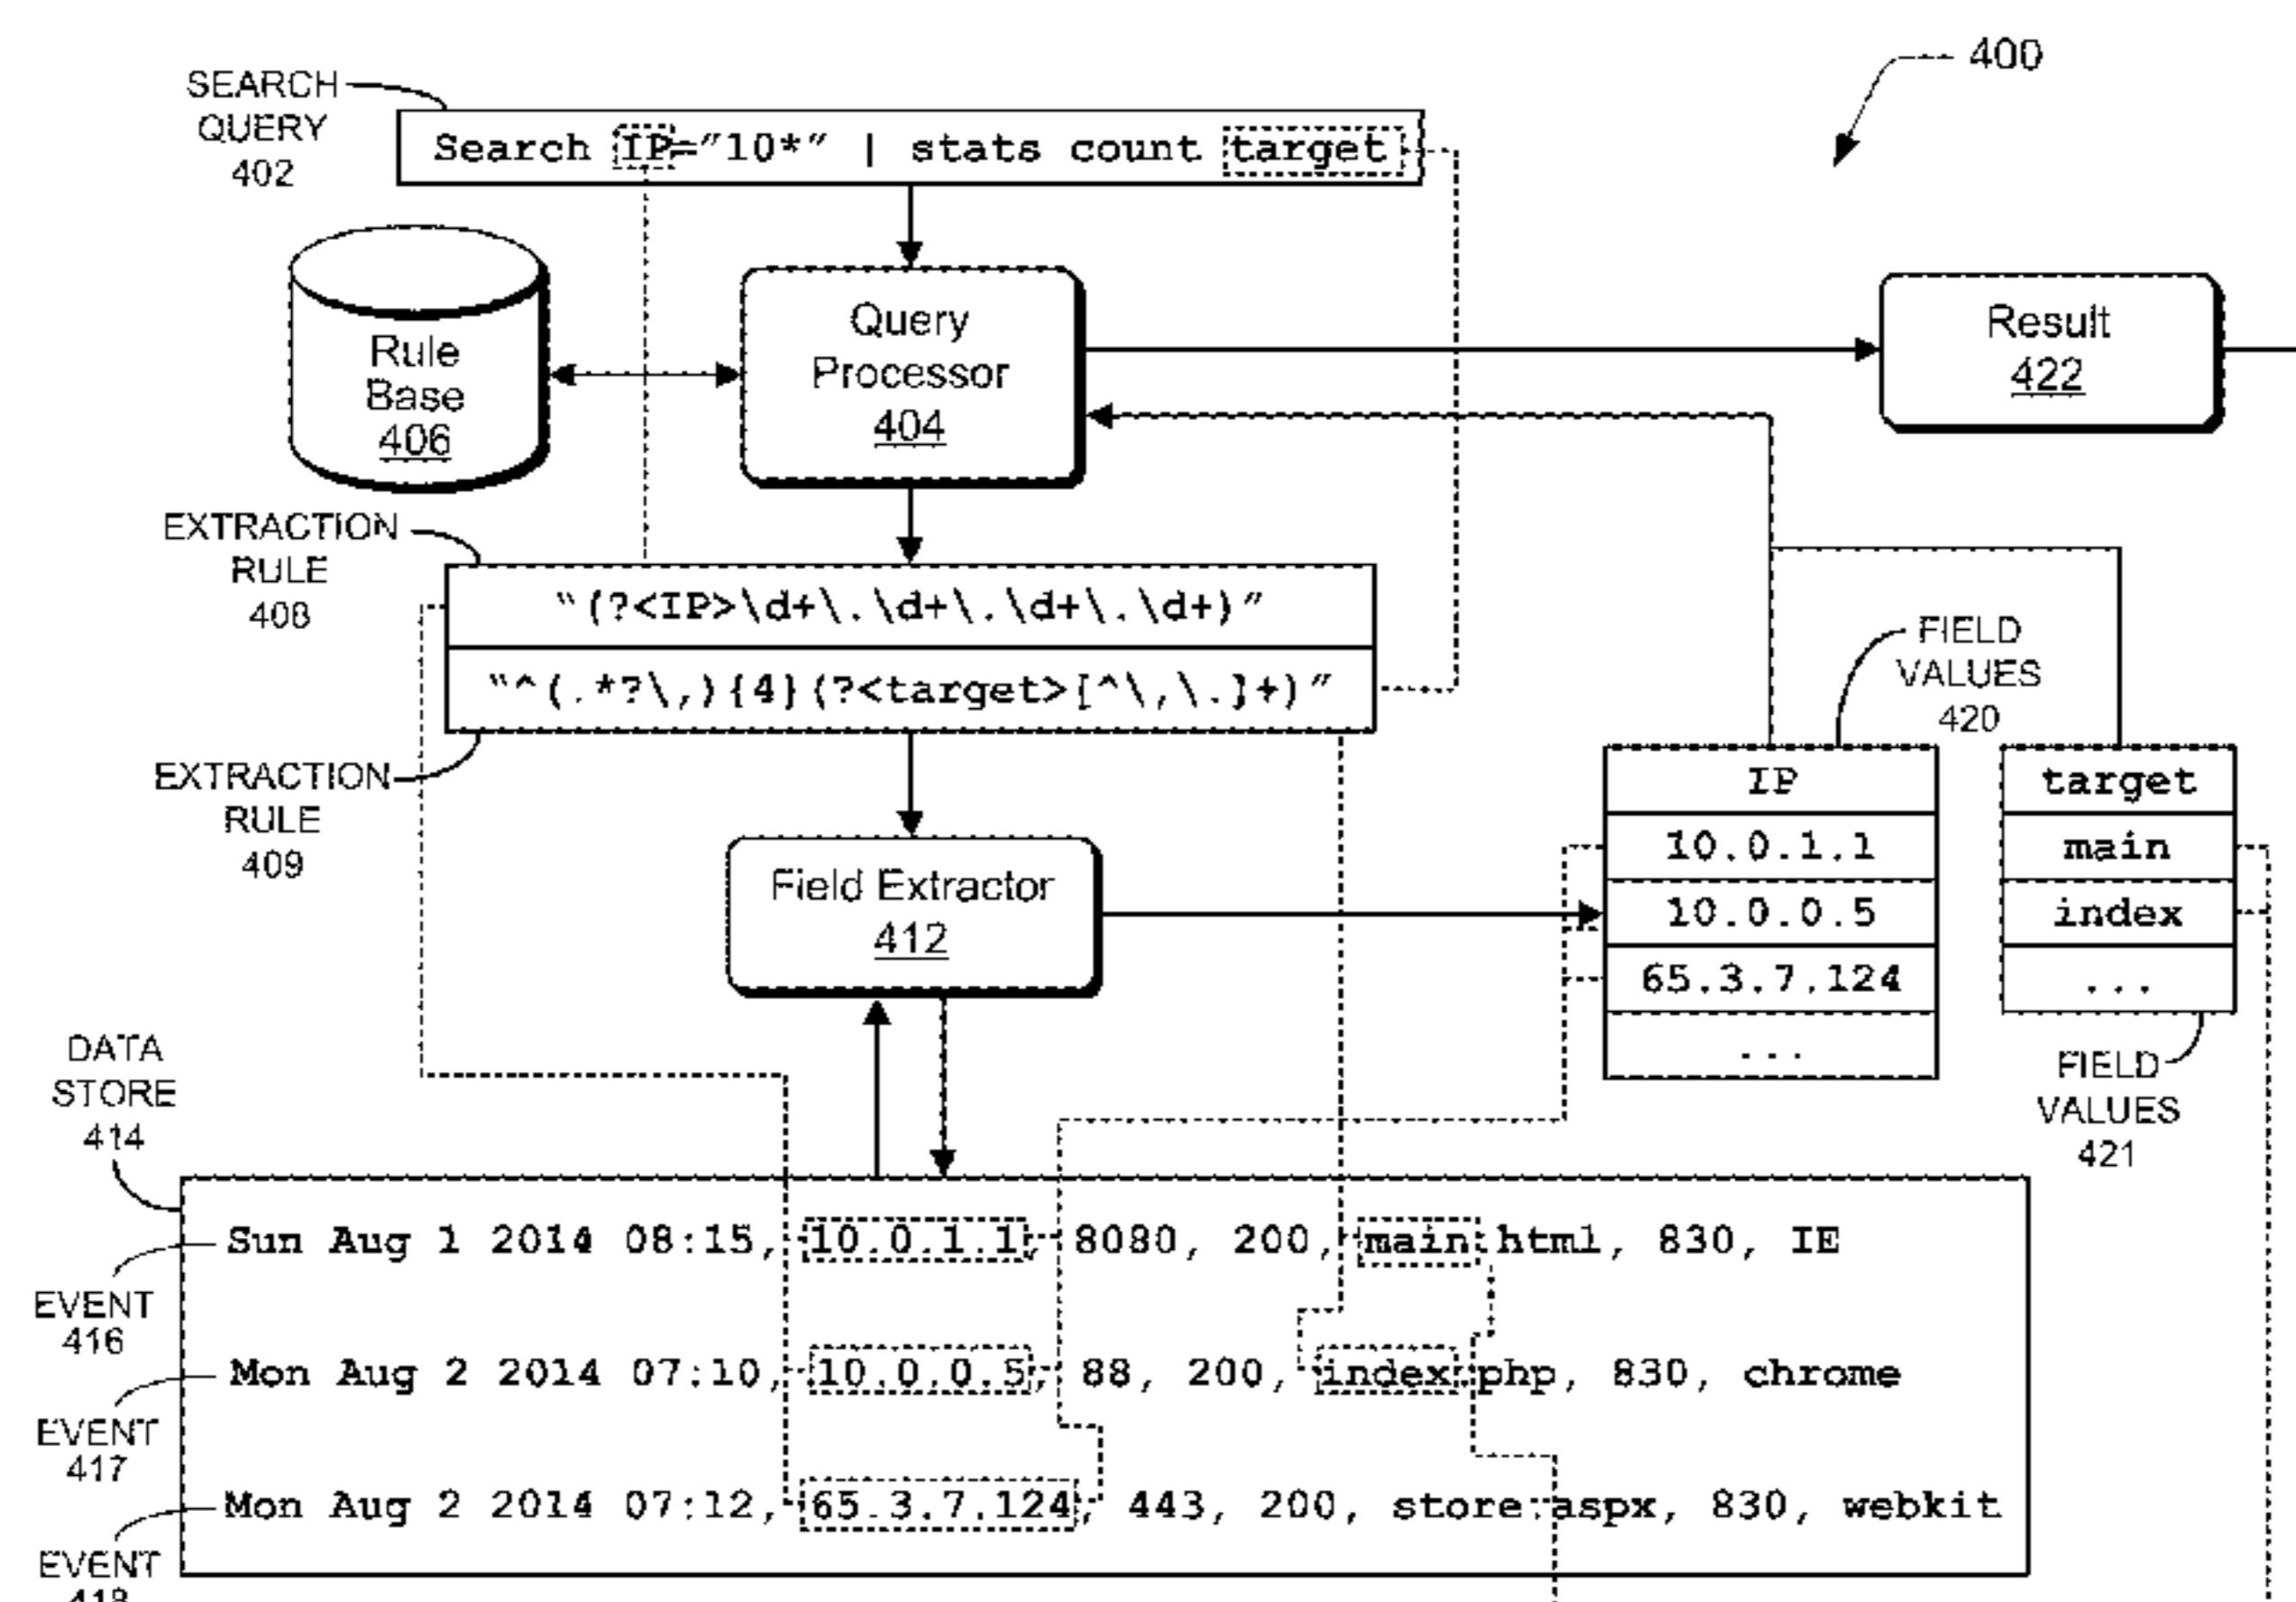 400
SEARCH
QUERY
402
Search IP="10*" | stats count target
Rule
Base
406
Query
Processor
404
Result
422
EXTRACTION
RULE
408
"(?<IP>\d+\.\d+\.\d+\.\d+)"
"^(.*?\,){4}(?<target>[^\,\.]+)"
EXTRACTION
RULE
409
FIELD
VALUES
420
IP
10.0.1.1
10.0.0.5
65.3.7.124
...
target
main
index
...
FIELD
VALUES
421
Field Extractor
412
DATA
STORE
414
Sun Aug 1 2014 08:15, 10.0.1.1, 8080, 200, main.html, 830, IE
EVENT
416
Mon Aug 2 2014 07:10, 10.0.0.5, 88, 200, index.php, 830, chrome
EVENT
417
Mon Aug 2 2014 07:12, 65.3.7.124, 443, 200, store.aspx, 830, webkit
EVENT
418